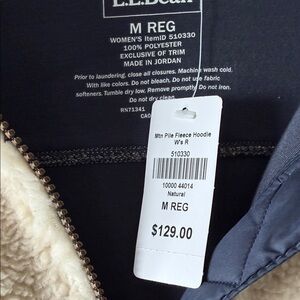 L.L.Bean
M REG
WOMEN'S ItemID 510330
100% POLYESTER
EXCLUSIVE OF TRIM
MADE IN JORDAN
Prior to laundering, close all closures. Machine wash cold.
With like colors. Do not bleach. Do not use fabric
softeners. Tumble dry low. Remove promptly. Do not iron.
Do not dry clean.
RN71341
CA0
Mtn Pile Fleece Hoodie
W's R
510330
10000 44014
Natural
M REG
$129.00